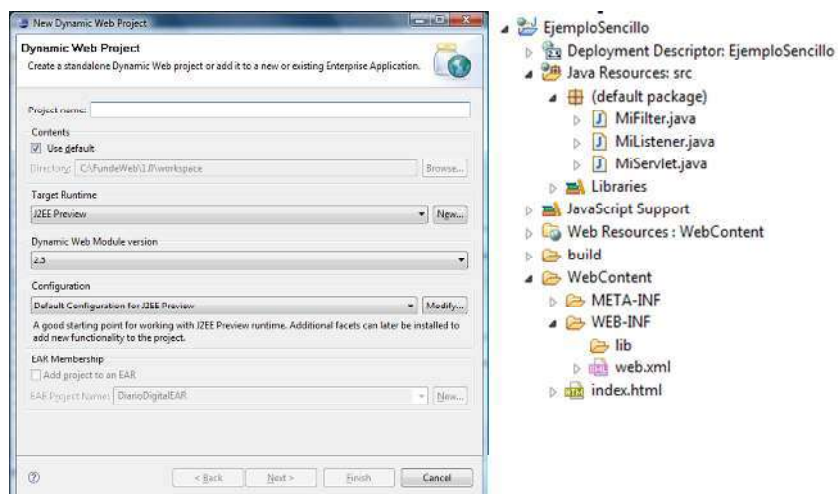 New Dynamic Web Project
Dynamic Web Project
Create a standalone Dynamic Web project or add it to a new or existing Enterprise Application.
Project name:
Contents
Use default
Directory: C:\FundeWeb\1.0\workspace
Browse...
Target Runtime
J2EE Preview
New...
Dynamic Web Module version
2.5
Configuration
Default Configuration for J2EE Preview
Modify...
A good starting point for working with J2EE Preview runtime. Additional facets can later be installed to
add new functionality to the project.
EAR Membership
Add project to an EAR
EAR Project Name: DiarioDigitalEAR
New...
?
< Back
Next >
Finish
Cancel
EjemploSencillo
Deployment Descriptor: EjemploSencillo
Java Resources: src
(default package)
MiFilter.java
MiListener.java
MiServlet.java
Libraries
JavaScript Support
Web Resources : WebContent
build
WebContent
META-INF
WEB-INF
lib
web.xml
index.html